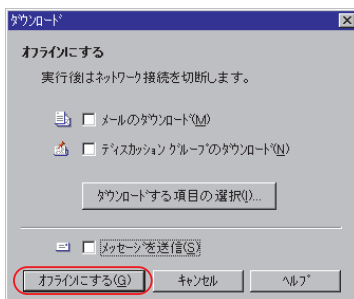 ﾀﾞｳﾝﾛｰﾄﾞ
ｵﾌﾗｲﾝにする
実行後はﾈｯﾄﾜｰｸ接続を切断します。
ﾒｰﾙのﾀﾞｳﾝﾛｰﾄﾞ(M)
ﾃﾞｨｽｶｯｼｮﾝ ｸﾞﾙｰﾌﾟのﾀﾞｳﾝﾛｰﾄﾞ(N)
ﾀﾞｳﾝﾛｰﾄﾞする項目の選択(I)...
ﾒｯｾｰｼﾞを送信(S)
ｵﾌﾗｲﾝにする(G) ｷｬﾝｾﾙ ﾍﾙﾌﾟ